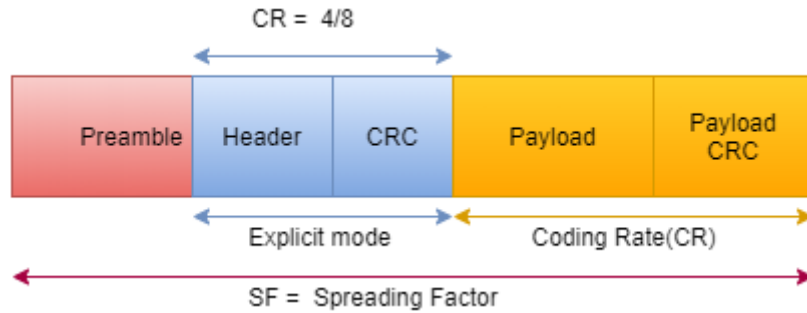 CR = 4/8
Preamble
Header
CRC
Payload
Payload
CRC
Explicit mode
Coding Rate(CR)
SF = Spreading Factor